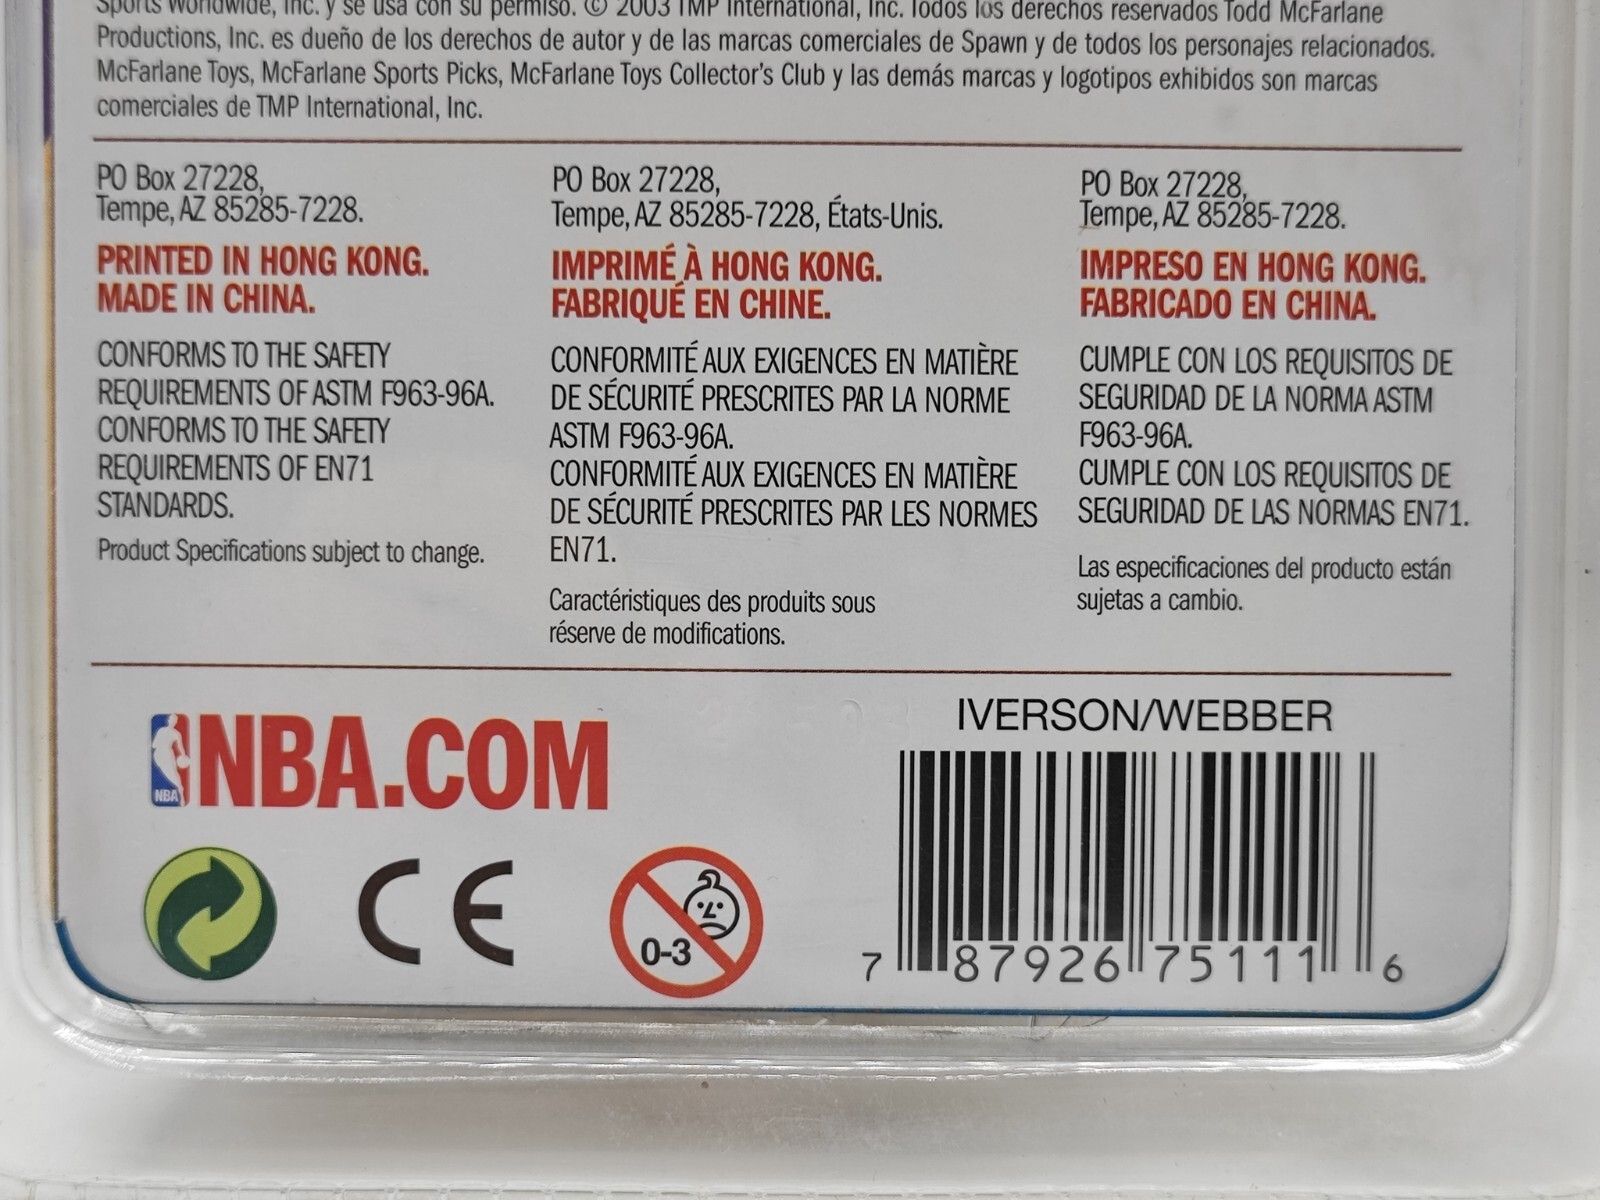 Sports Worldwide, Inc. y se usa con su permiso. © 2003 TMP International, Inc. Todos los derechos reservados Todd McFarlane
Productions, Inc. es dueño de los derechos de autor y de las marcas comerciales de Spawn y de todos los personajes relacionados.
McFarlane Toys, McFarlane Sports Picks, McFarlane Toys Collector's Club y las demás marcas y logotipos exhibidos son marcas
comerciales de TMP International, Inc.
PO Box 27228,
Tempe, AZ 85285-7228.
PRINTED IN HONG KONG.
MADE IN CHINA.
CONFORMS TO THE SAFETY
REQUIREMENTS OF ASTM F963-96A.
CONFORMS TO THE SAFETY
REQUIREMENTS OF EN71
STANDARDS.
Product Specifications subject to change.
PO Box 27228,
Tempe, AZ 85285-7228, États-Unis.
IMPRIMÉ À HONG KONG.
FABRIQUÉ EN CHINE.
CONFORMITÉ AUX EXIGENCES EN MATIÈRE
DE SÉCURITÉ PRESCRITES PAR LA NORME
ASTM F963-96A.
CONFORMITÉ AUX EXIGENCES EN MATIÈRE
DE SÉCURITÉ PRESCRITES PAR LES NORMES
EN71.
Caractéristiques des produits sous
réserve de modifications.
PO Box 27228,
Tempe, AZ 85285-7228.
IMPRESO EN HONG KONG.
FABRICADO EN CHINA.
CUMPLE CON LOS REQUISITOS DE
SEGURIDAD DE LA NORMA ASTM
F963-96A.
CUMPLE CON LOS REQUISITOS DE
SEGURIDAD DE LAS NORMAS EN71.
Las especificaciones del producto están
sujetas a cambio.
NBA
NBA.COM
CE
0-3
IVERSON/WEBBER
7 87926 75111 6